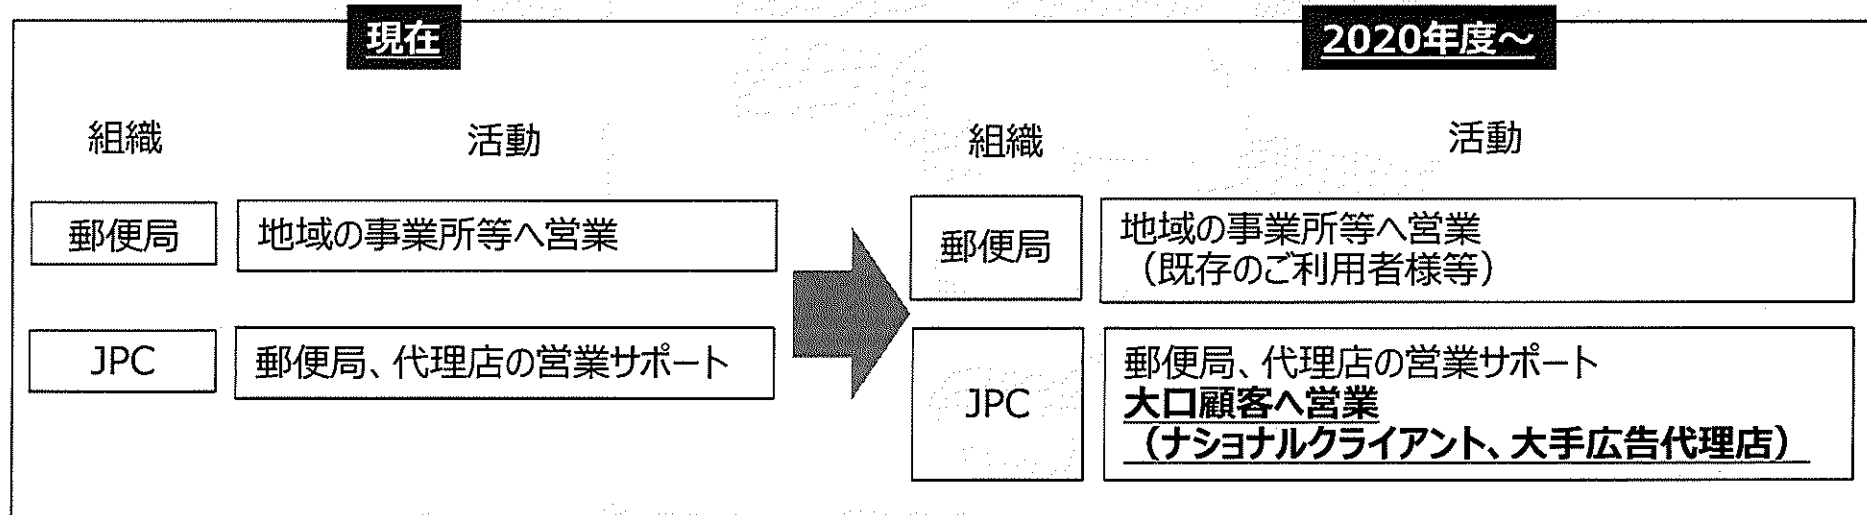 現在
組織
活動
郵便局
地域の事業所等へ営業
JPC
郵便局、代理店の営業サポート
2020年度~
組織
活動
郵便局
地域の事業所等へ営業
(既存のご利用者様等)
JPC
郵便局、代理店の営業サポート
大口顧客へ営業
(ナショナルクライアント、大手広告代理店)